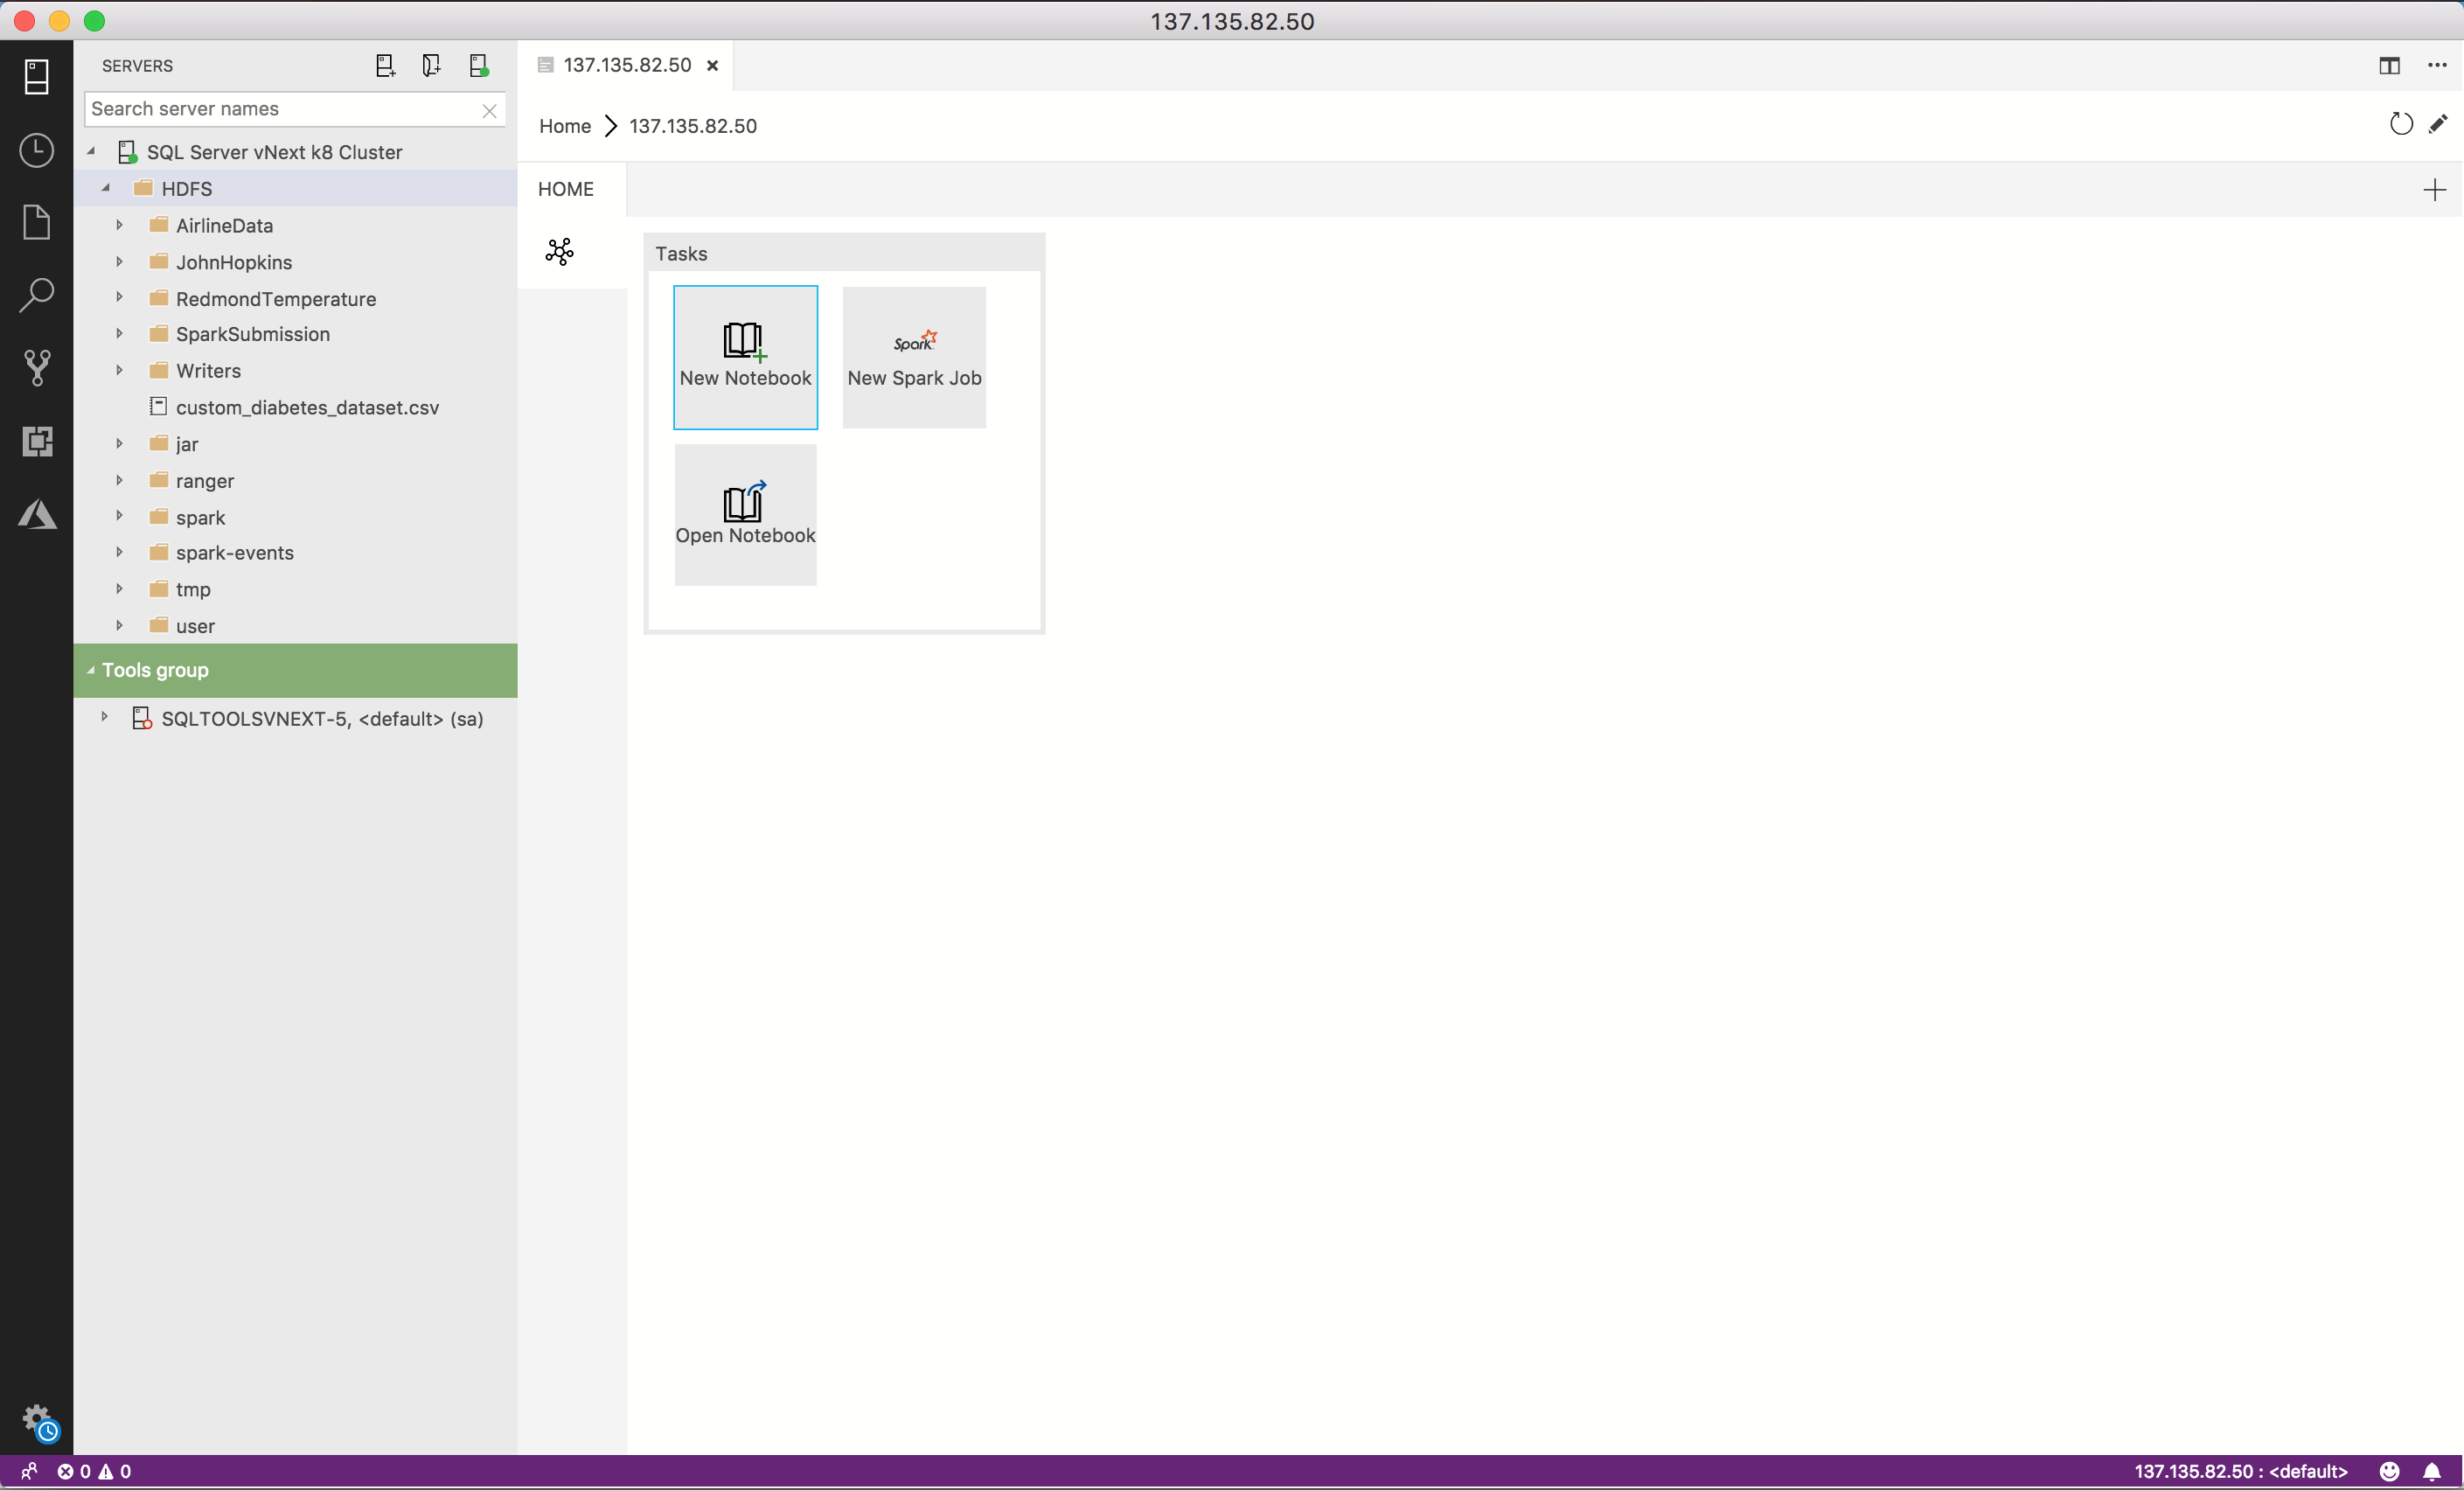 137.135.82.50
SERVERS
Search server names
SQL Server vNext k8 Cluster
HDFS
AirlineData
JohnHopkins
RedmondTemperature
SparkSubmission
Writers
custom_diabetes_dataset.csv
jar
ranger
spark
spark-events
tmp
user
Tools group
SQLTOOLSVNEXT-5, <default> (sa)
137.135.82.50
Home 137.135.82.50
HOME
Tasks
New Notebook
Spark
New Spark Job
Open Notebook
0 0
137.135.82.50 : <default>